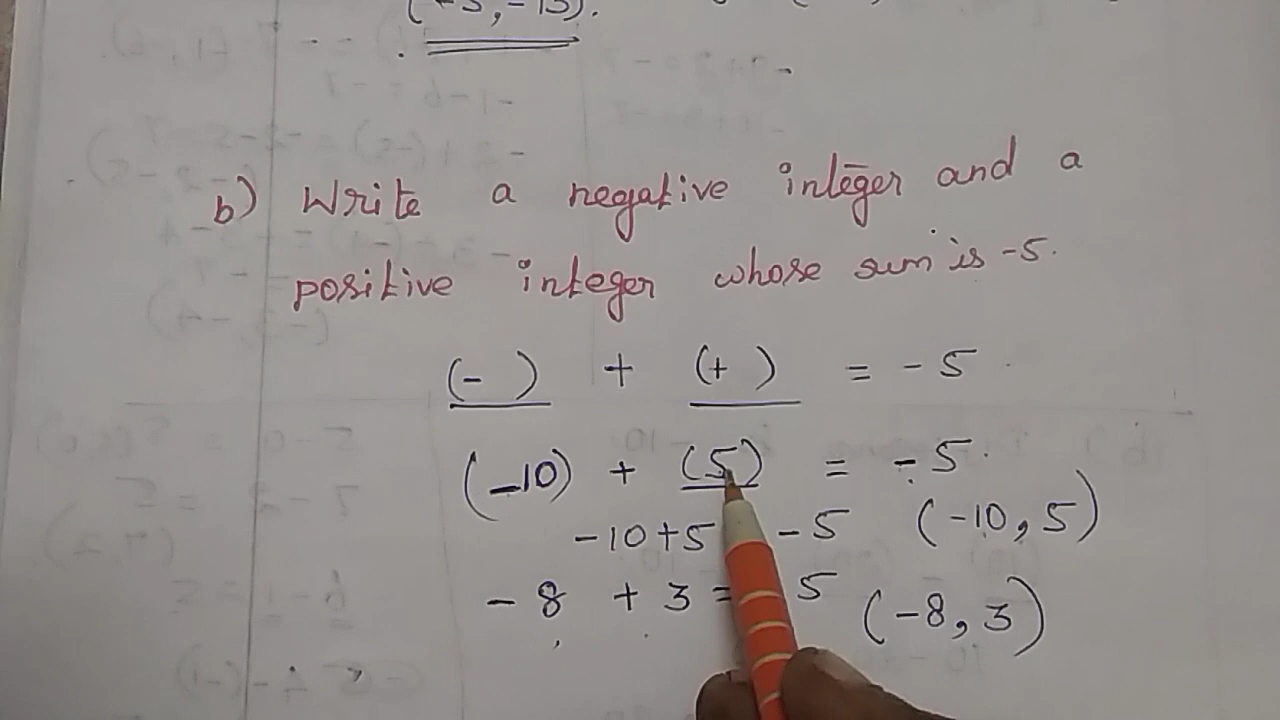 b) Write a negative integer and a
positive integer whose sum is -5.
(- ) + (+ ) = -5
(-10) + (5) = -5.
-10+5 -5 (-10, 5)
-8 + 3 = 5 (-8, 3)